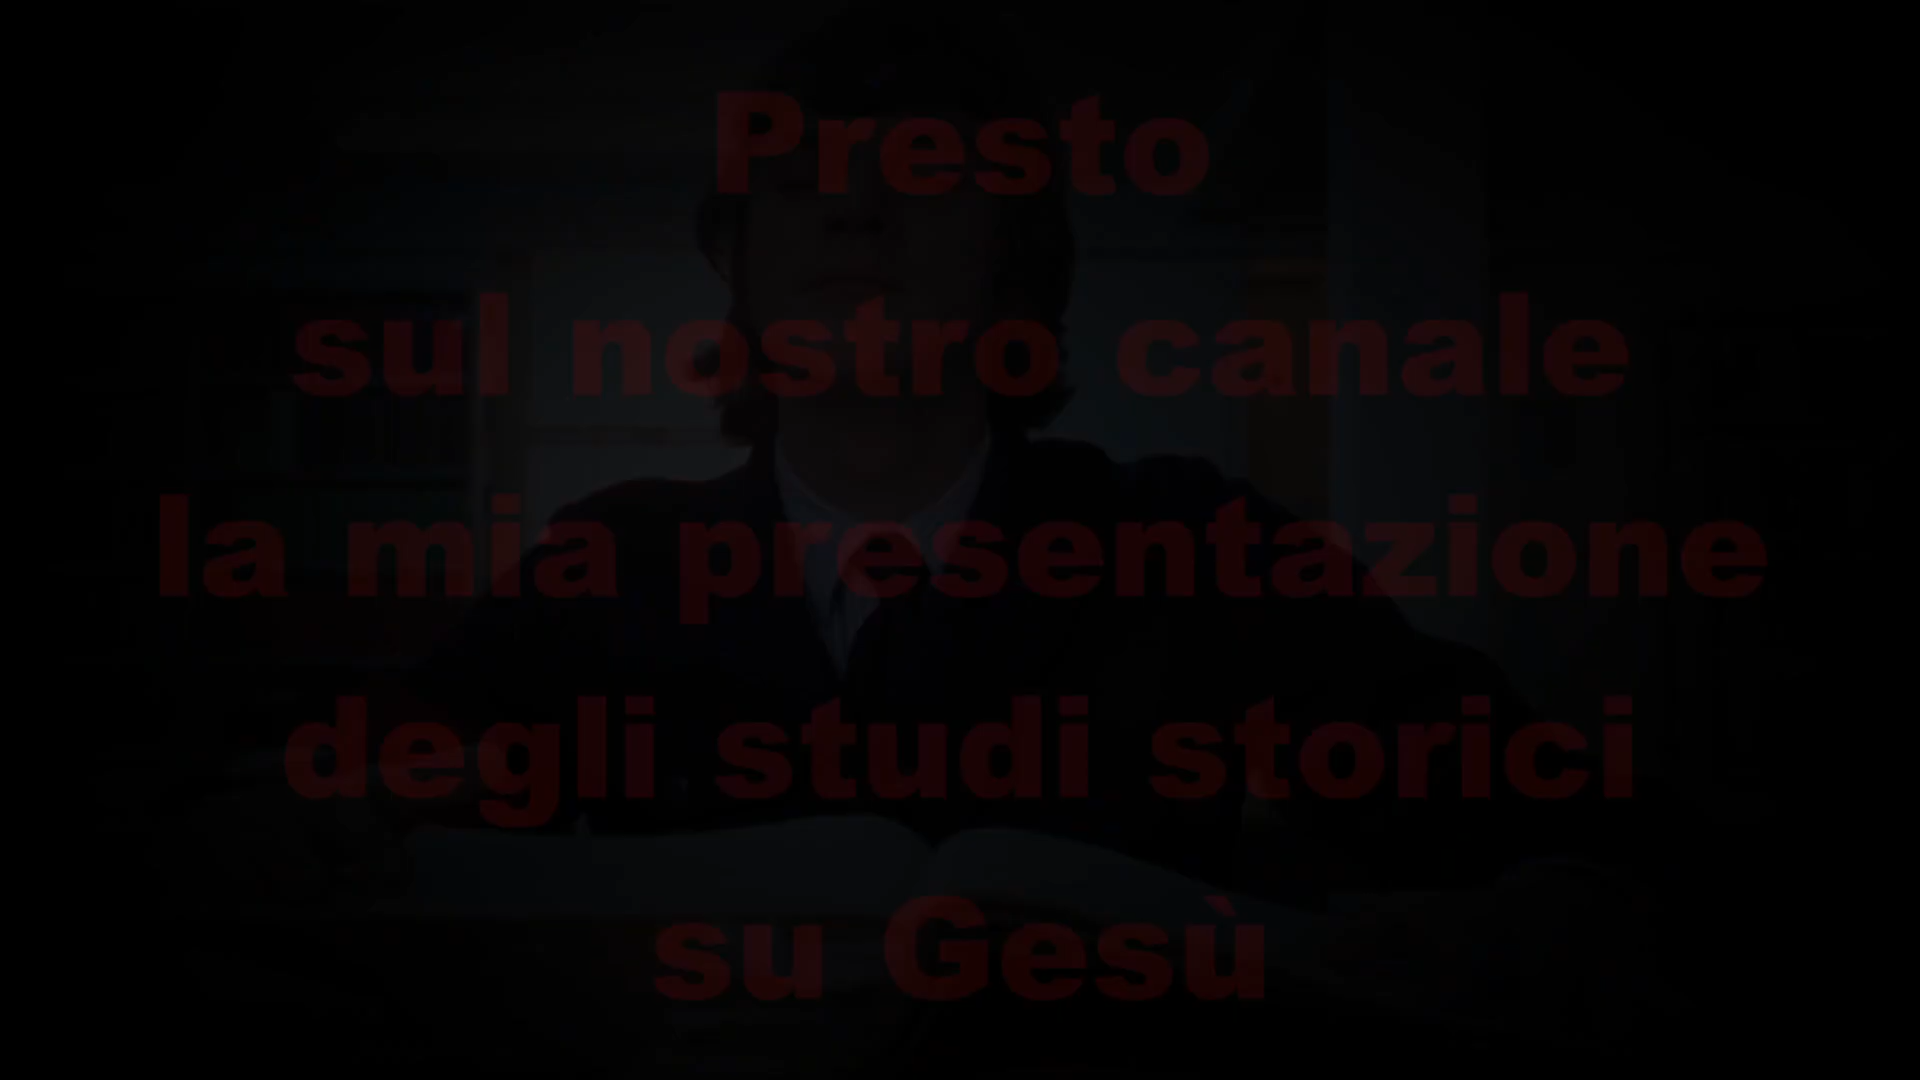 Presto
sul nostro canale
la mia presentazione
degli studi storici
su Gesù